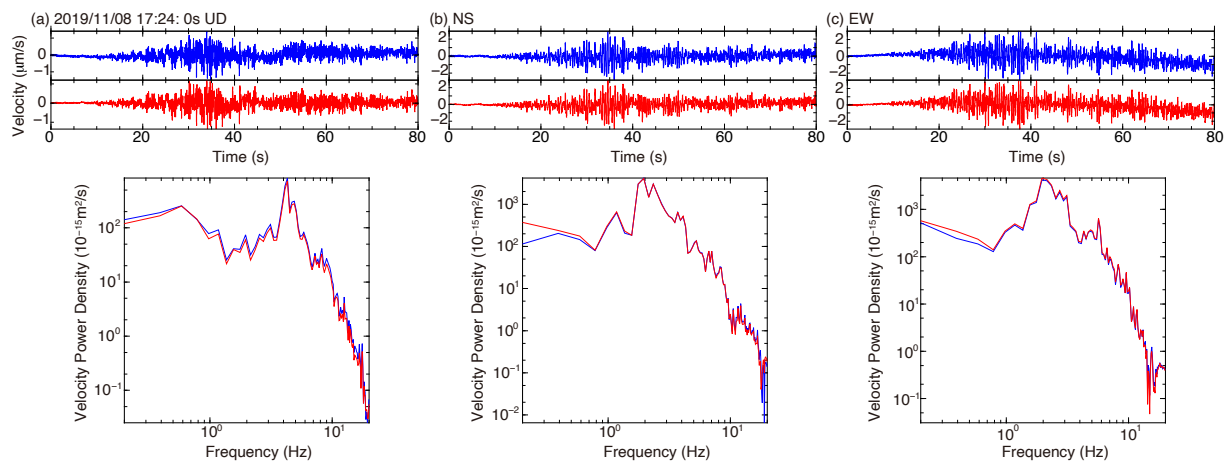 (a) 2019/11/08 17:24: 0s UD
(b) NS
(c) EW
Velocity (μm/s)
0
−1
0
−1
2
0
−2
2
0
−2
2
0
−2
2
0
−2
0 20 40 60 80
0 20 40 60 80
0 20 40 60 80
Time (s)
Time (s)
Time (s)
Velocity Power Density (10⁻¹⁵m²/s)
10²
10¹
10⁰
10⁻¹
10⁰ 10¹
Frequency (Hz)
Velocity Power Density (10⁻¹⁵m²/s)
10³
10²
10¹
10⁰
10⁻¹
10⁻²
10⁰ 10¹
Frequency (Hz)
Velocity Power Density (10⁻¹⁵m²/s)
10³
10²
10¹
10⁰
10⁻¹
10⁰ 10¹
Frequency (Hz)